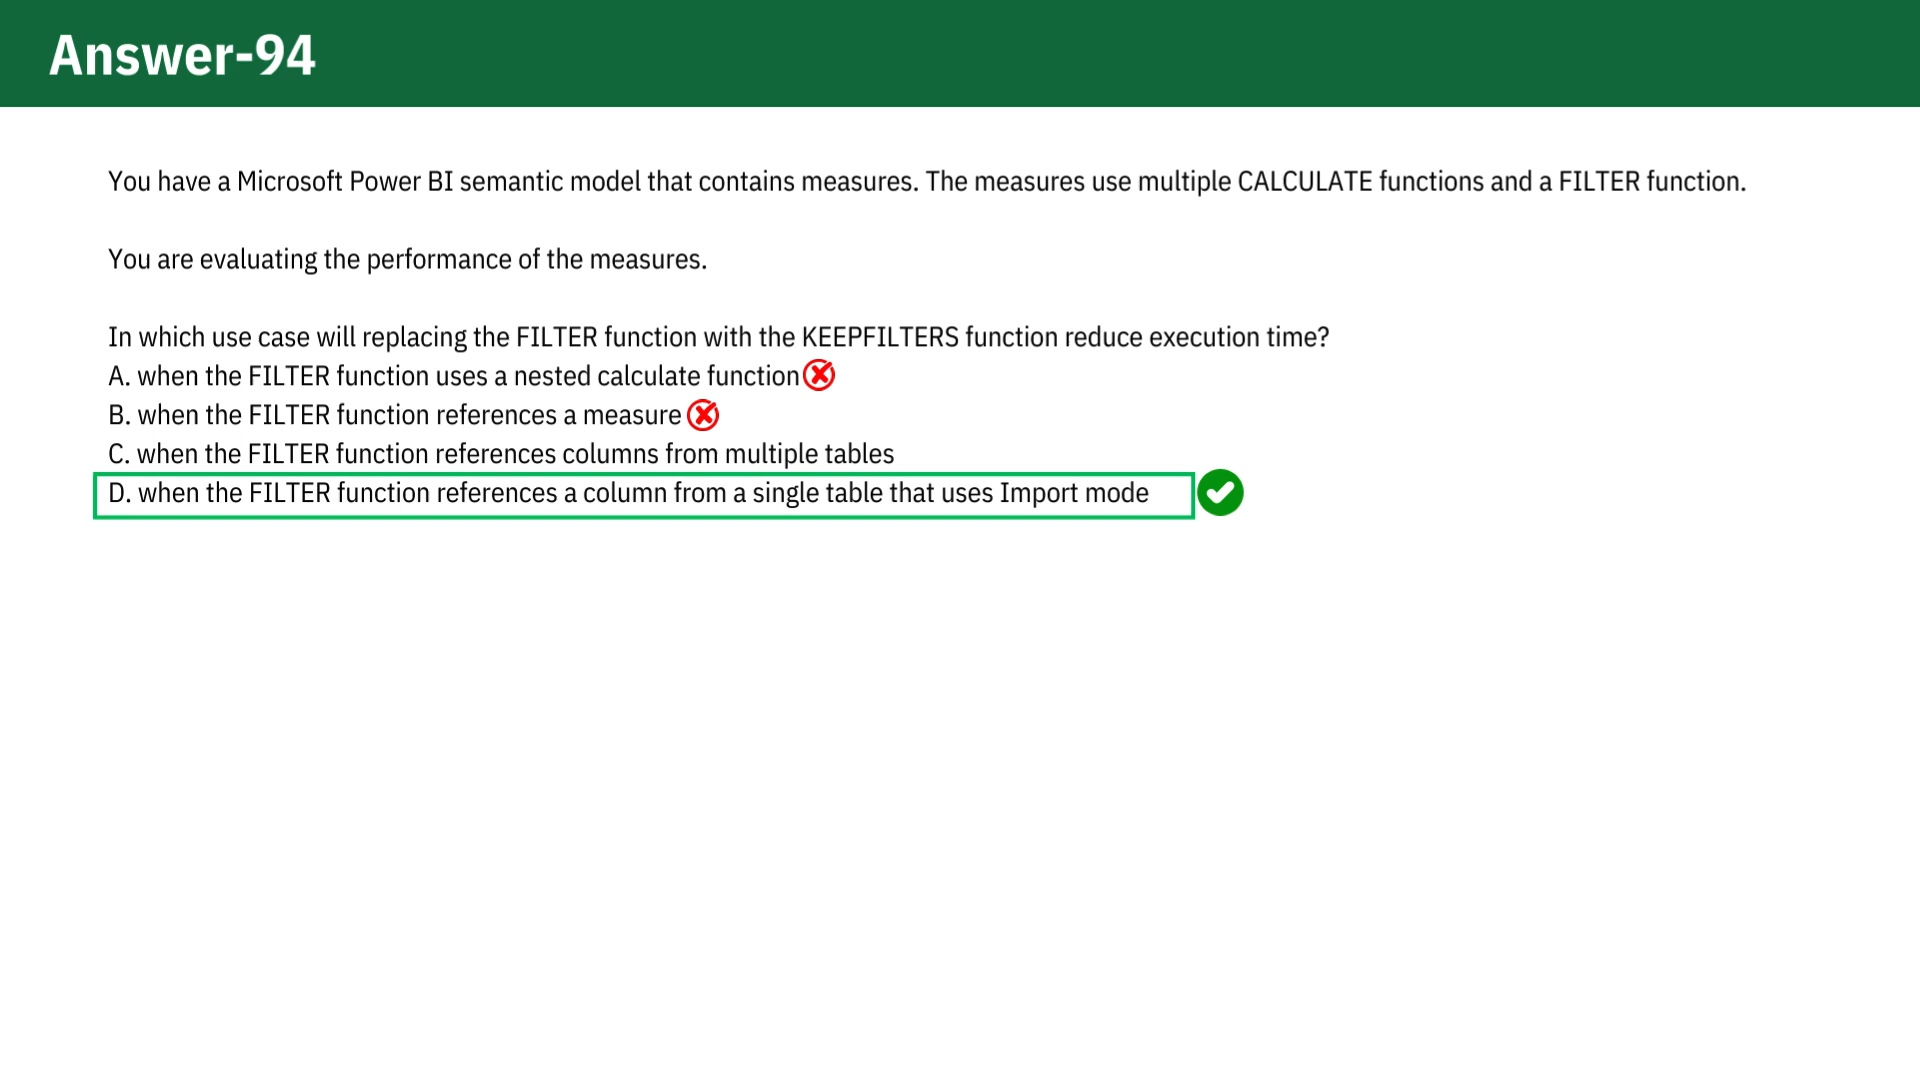 Answer-94
You have a Microsoft Power BI semantic model that contains measures. The measures use multiple CALCULATE functions and a FILTER function.
You are evaluating the performance of the measures.
In which use case will replacing the FILTER function with the KEEPFILTERS function reduce execution time?
A. when the FILTER function uses a nested calculate function
B. when the FILTER function references a measure
C. when the FILTER function references columns from multiple tables
D. when the FILTER function references a column from a single table that uses Import mode